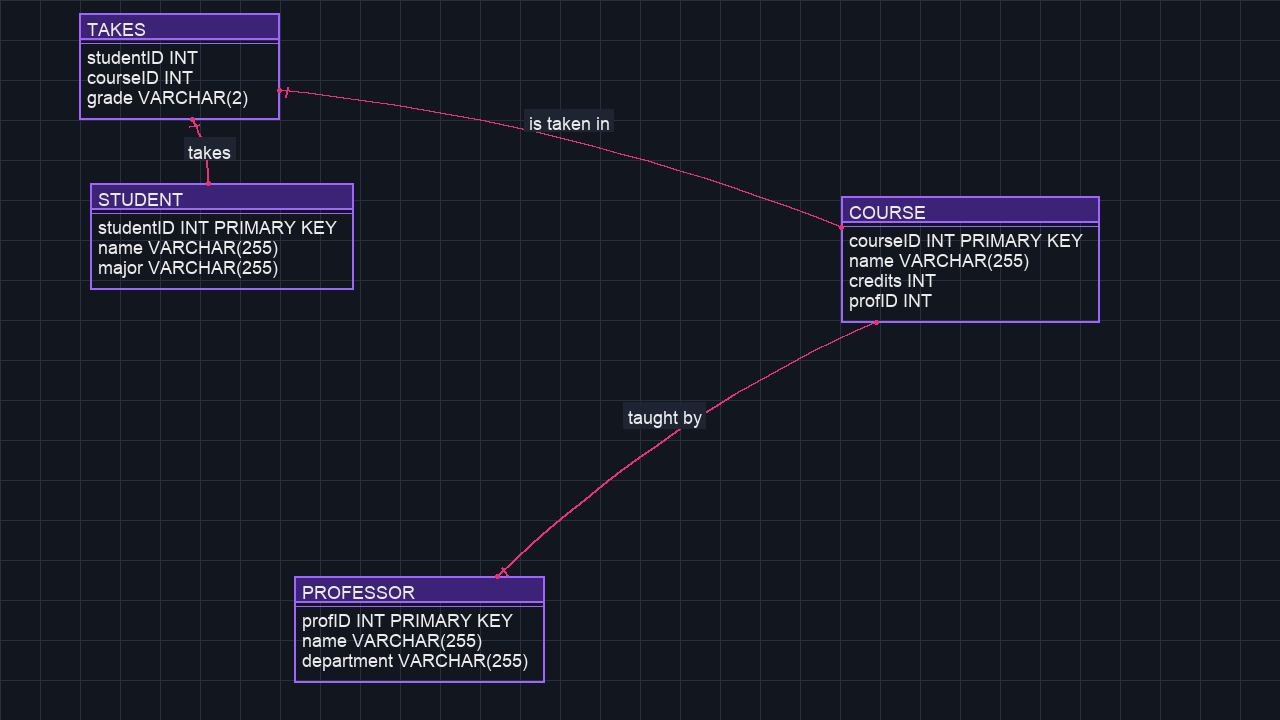 TAKES
studentID INT
courseID INT
grade VARCHAR(2)
is taken in
takes
STUDENT
studentID INT PRIMARY KEY
name VARCHAR(255)
major VARCHAR(255)
COURSE
courseID INT PRIMARY KEY
name VARCHAR(255)
credits INT
profID INT
taught by
PROFESSOR
profID INT PRIMARY KEY
name VARCHAR(255)
department VARCHAR(255)